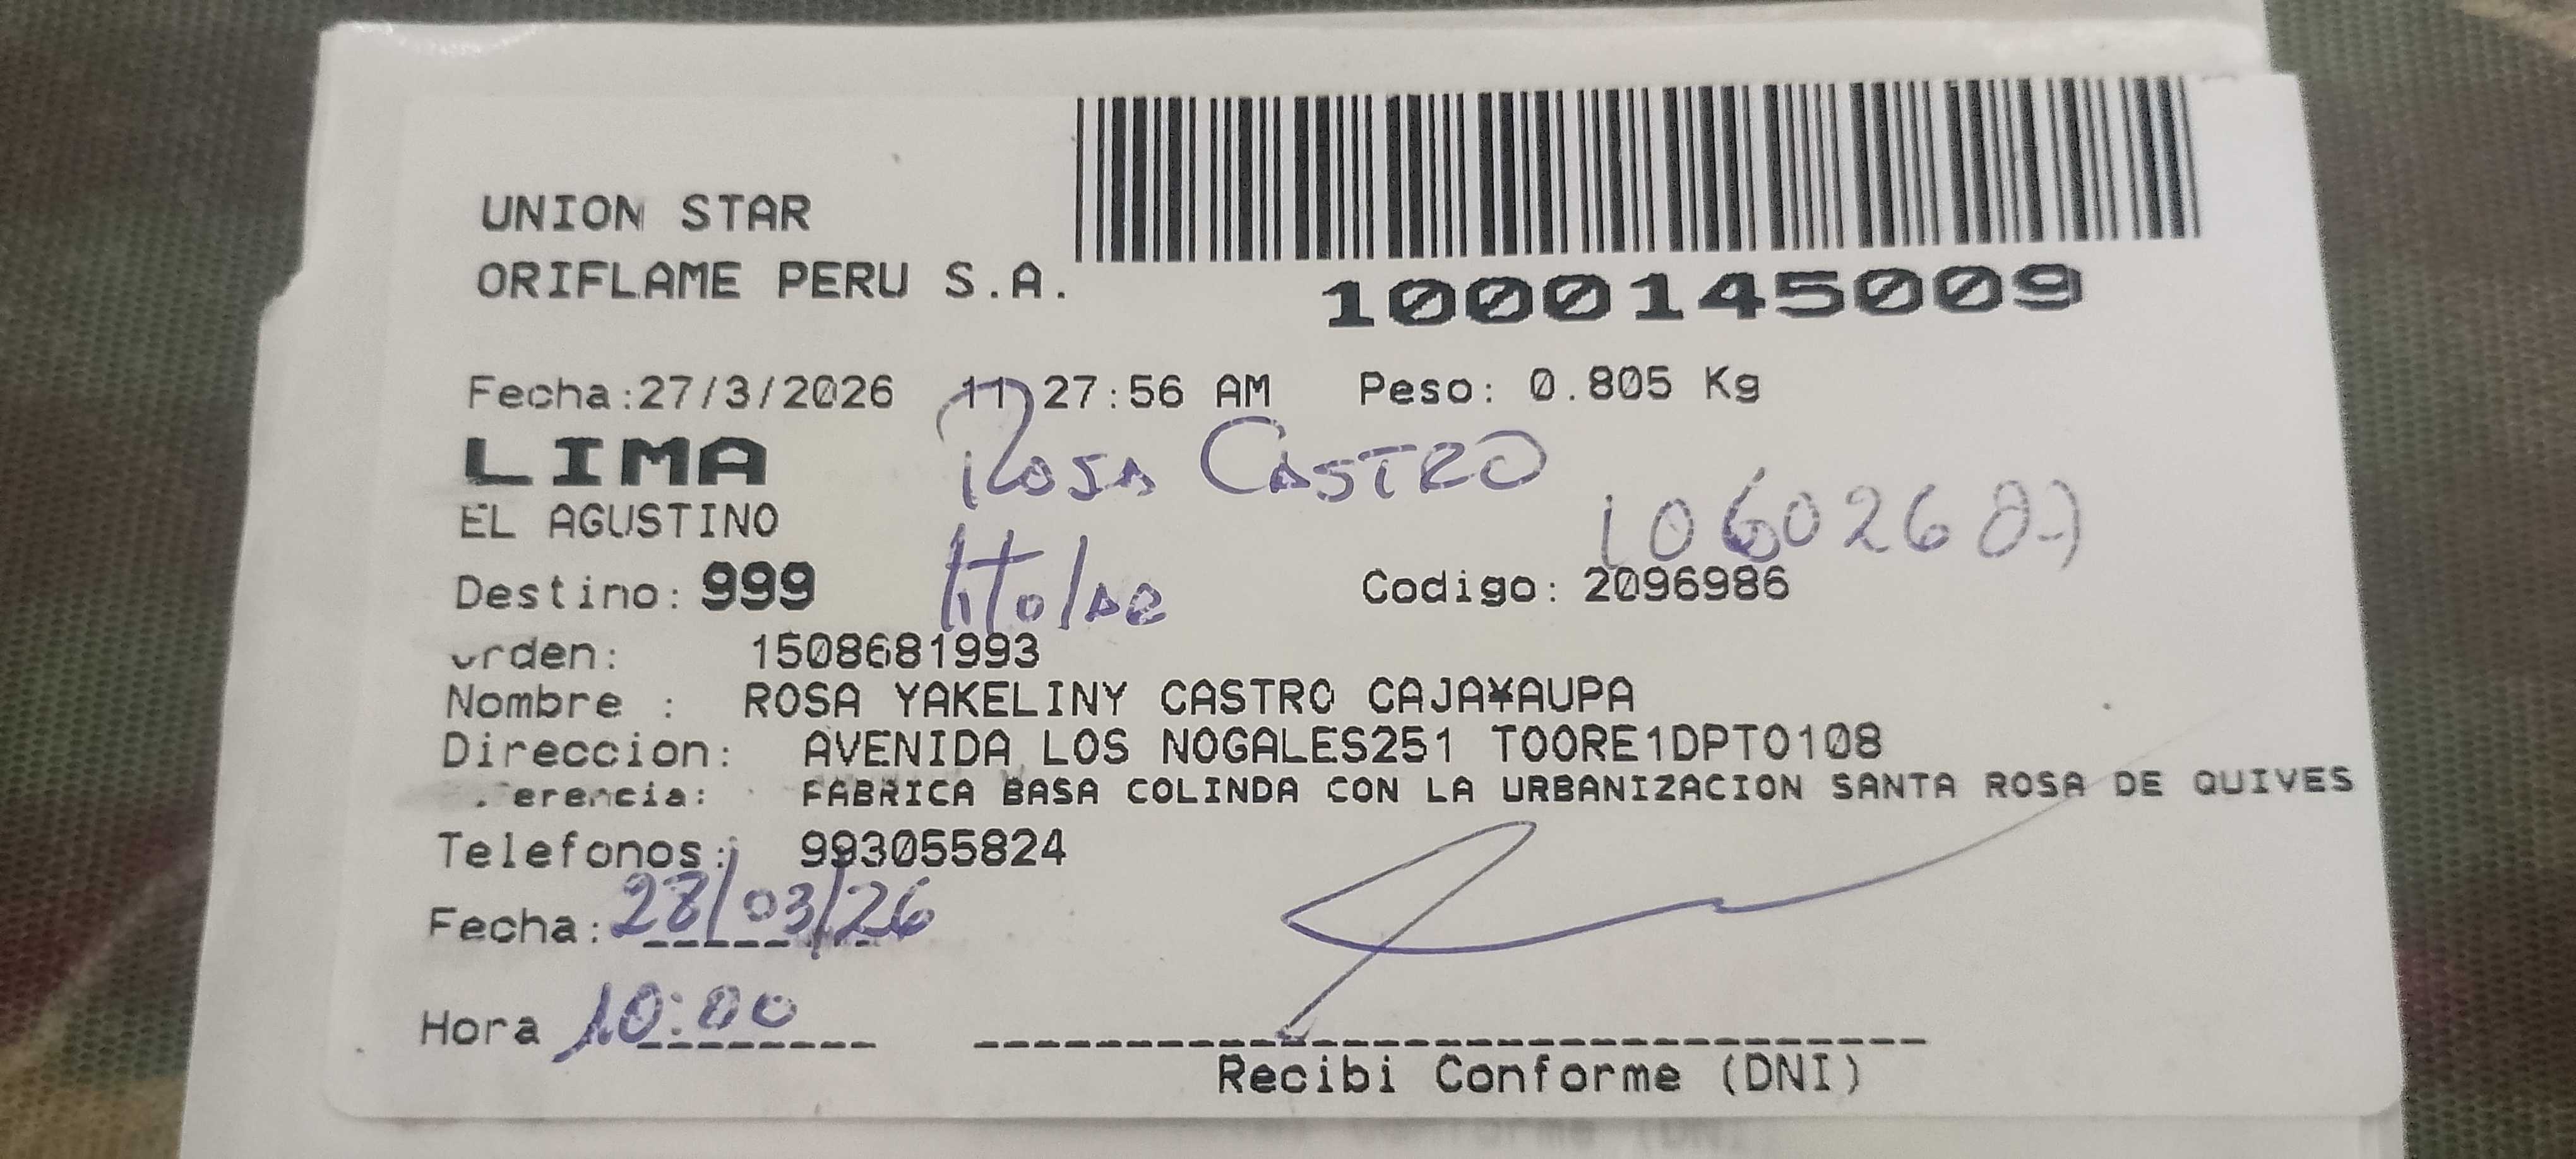 UNION STAR
ORIFLAME PERU S.A.
1000145009
Fecha:27/3/2026 11:27:56 AM Peso: 0.805 Kg
LIMA
Rosa CASTRO
EL AGUSTINO
Destino: 999
titolar
Codigo: 2096986
Orden: 1508681993
Nombre : ROSA YAKELINY CASTRO CAJA¥AUPA
Direccion: AVENIDA LOS NOGALES251 TOORE1DPTO108
erencia: FABRICA BASA COLINDA CON LA URBANIZACION SANTA ROSA DE QUIVES
Telefonos: 993055824
Fecha: 28/03/26
Hora 10:00
Recibi Conforme (DNI)